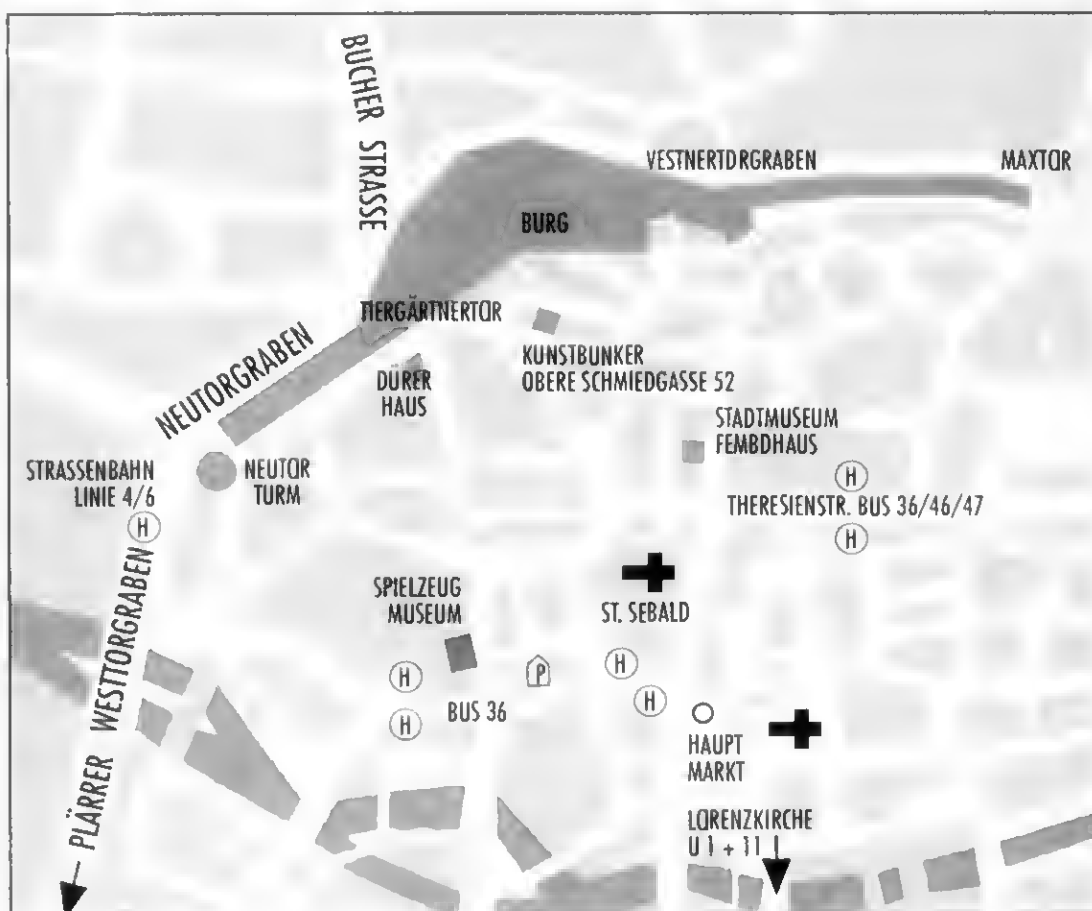 BUCHER STRASSE
VESTNERTORGRABEN
MAXTOR
BURG
TIERGÄRTNERTOR
NEUTORGRABEN
KUNSTBUNKER
OBERE SCHMIEDGASSE 52
DÜRER
HAUS
STADTMUSEUM
FEMBDHAUS
STRASSENBAHN
LINIE 4/6
H
NEUTOR
TURM
H
THERESIENSTR. BUS 36/46/47
H
PLÄRRER WESTTORGRABEN
SPIELZEUG
MUSEUM
ST. SEBALD
H
H
BUS 36
P
H
H
HAUPT
MARKT
LORENZKIRCHE
U 1 + 11